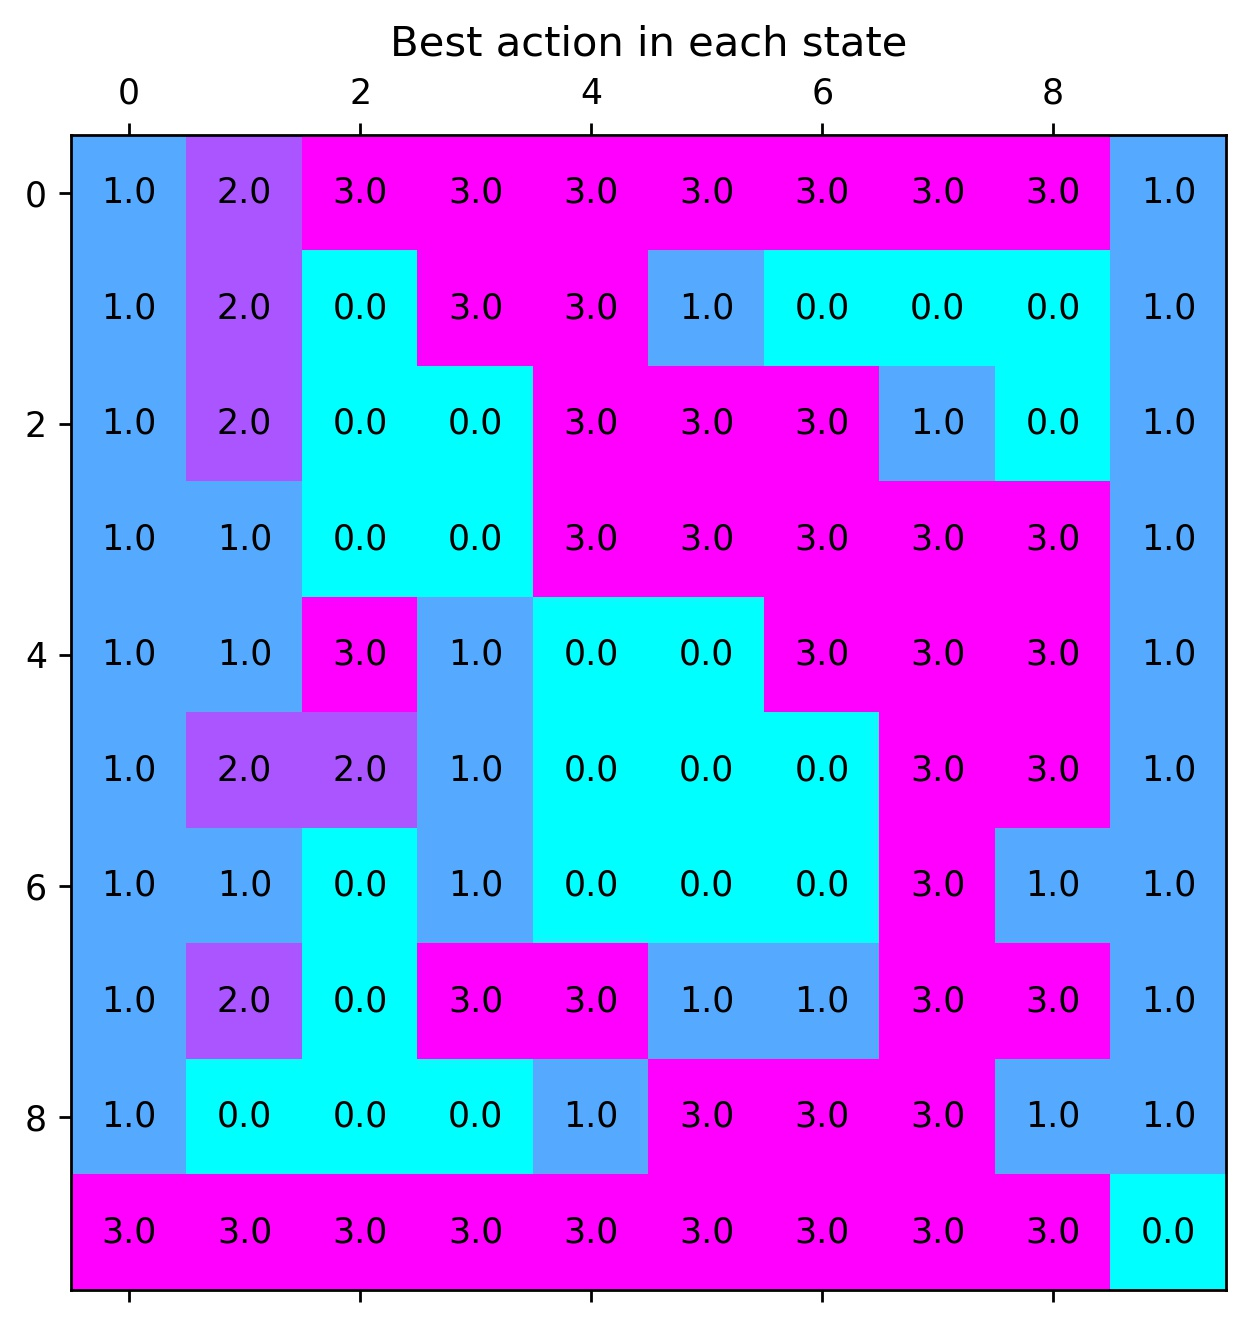 Best action in each state
0 2 4 6 8
0 1.0 2.0 3.0 3.0 3.0 3.0 3.0 3.0 3.0 1.0
1.0 2.0 0.0 3.0 3.0 1.0 0.0 0.0 0.0 1.0
2 1.0 2.0 0.0 0.0 3.0 3.0 3.0 1.0 0.0 1.0
1.0 1.0 0.0 0.0 3.0 3.0 3.0 3.0 3.0 1.0
4 1.0 1.0 3.0 1.0 0.0 0.0 3.0 3.0 3.0 1.0
1.0 2.0 2.0 1.0 0.0 0.0 0.0 3.0 3.0 1.0
6 1.0 1.0 0.0 1.0 0.0 0.0 0.0 3.0 1.0 1.0
1.0 2.0 0.0 3.0 3.0 1.0 1.0 3.0 3.0 1.0
8 1.0 0.0 0.0 0.0 1.0 3.0 3.0 3.0 1.0 1.0
3.0 3.0 3.0 3.0 3.0 3.0 3.0 3.0 3.0 0.0